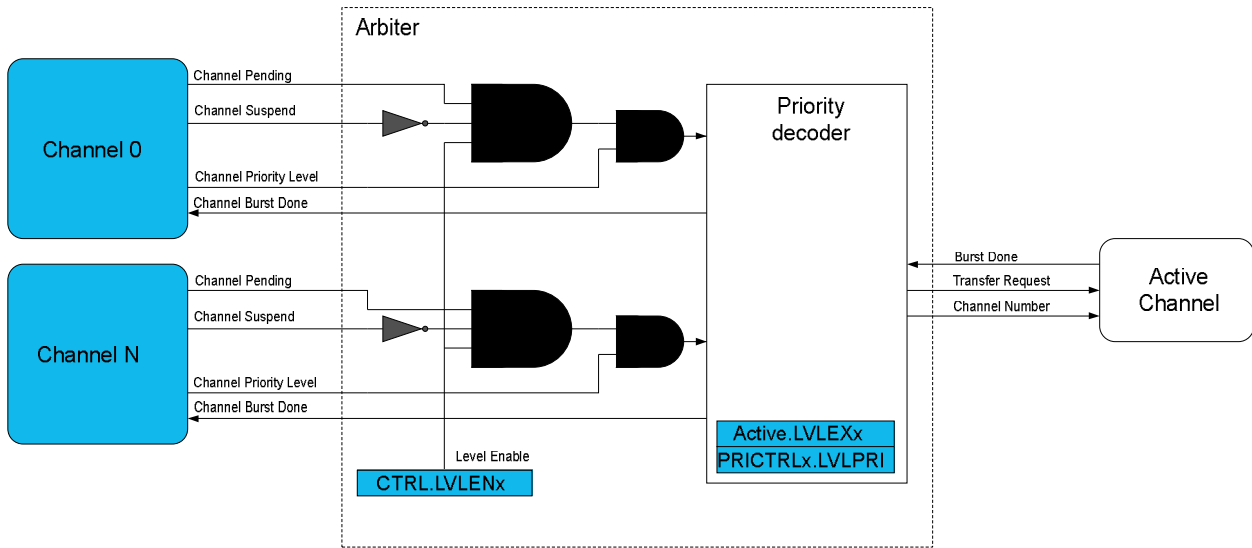 Arbiter
Channel 0
Channel Pending
Channel Suspend
Channel Priority Level
Channel Burst Done
Priority
decoder
Channel N
Channel Pending
Channel Suspend
Channel Priority Level
Channel Burst Done
Burst Done
Transfer Request
Channel Number
Active
Channel
Level Enable
CTRL.LVLENx
Active.LVLEXx
PRICTRLx.LVLPRI